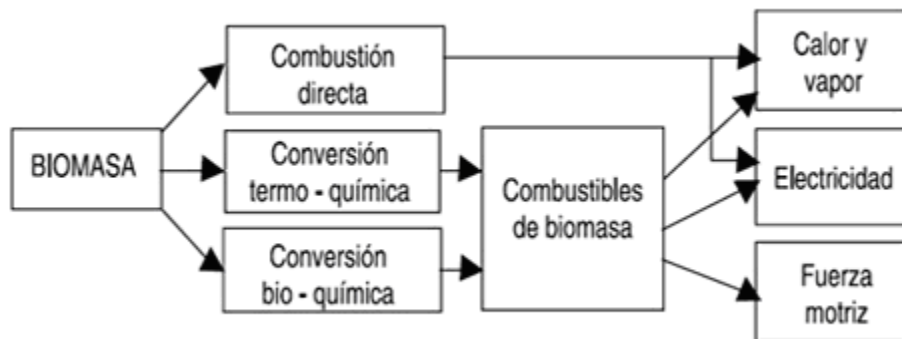 BIOMASA
Combustión
directa
Conversión
termo - química
Conversión
bio - química
Combustibles
de biomasa
Calor y
vapor
Electricidad
Fuerza
motriz